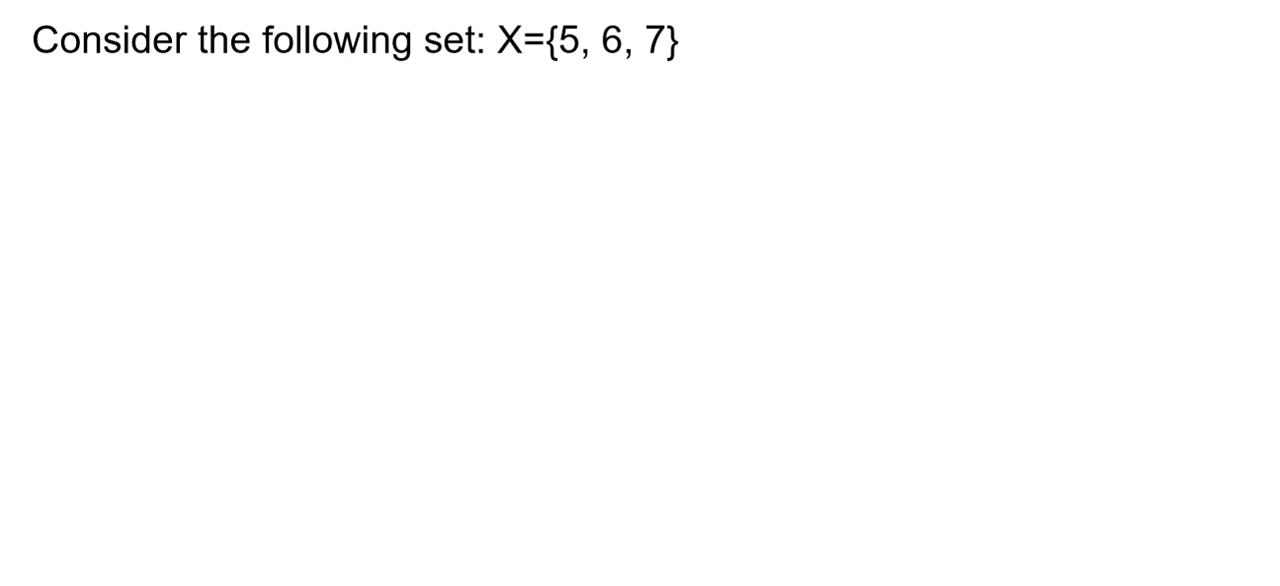 Consider the following set: X={5, 6, 7}